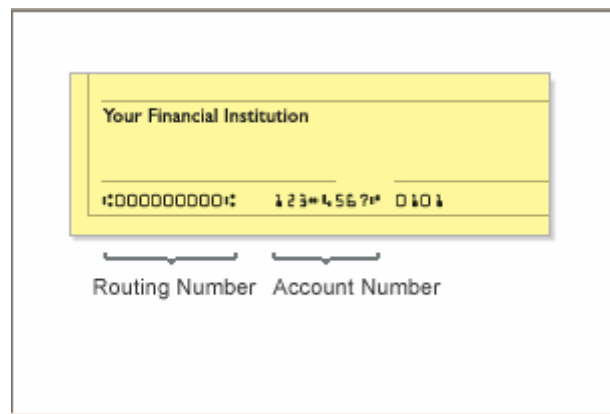 Your Financial Institution
⑆000000000⑆ 123⑉4567⑈ 0101
Routing Number Account Number